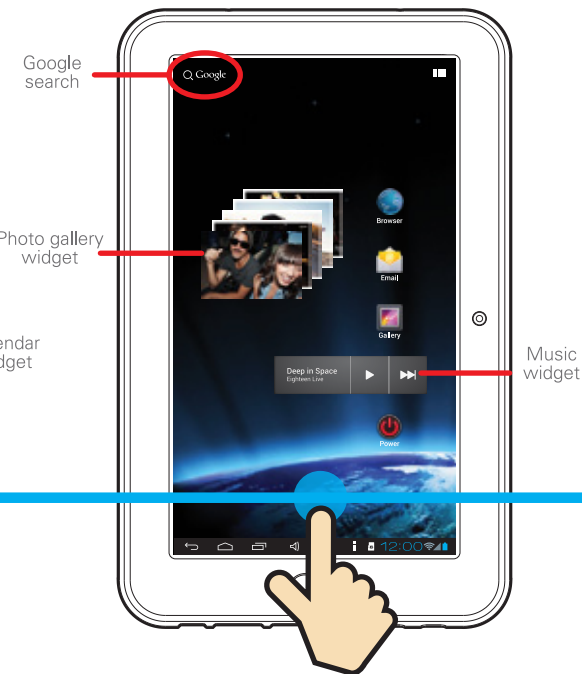 Google
search
Google
Browser
Photo gallery
widget
Email
Gallery
endar
dget
Deep in Space
Eighteen Live
Music
widget
Power
12:00